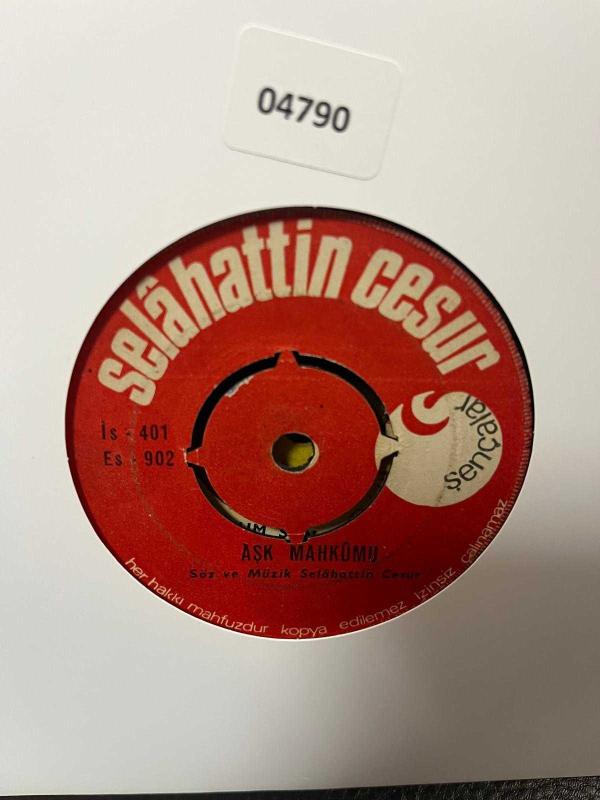 04790
selâhattin cesur
şençalar
İs - 401
Es - 902
AŞK MAHKÛMU
Söz ve Müzik Selâhattin Cesur
her hakkı mahfuzdur kopya edilemez izinsiz çalınamaz